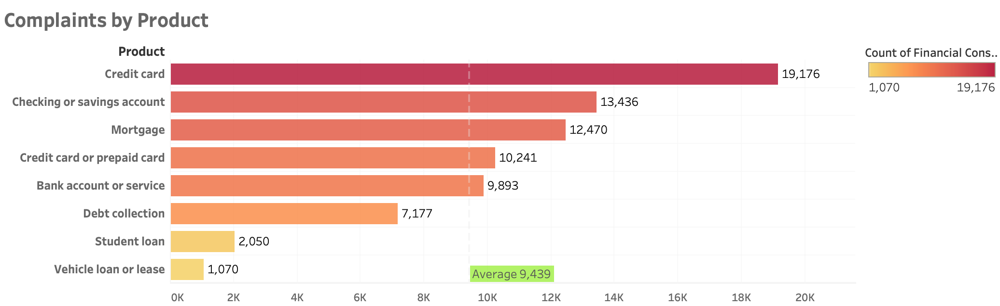 Complaints by Product
Product
Count of Financial Cons..
1,070 19,176
Credit card 19,176
Checking or savings account 13,436
Mortgage 12,470
Credit card or prepaid card 10,241
Bank account or service 9,893
Debt collection 7,177
Student loan 2,050
Vehicle loan or lease 1,070
Average 9,439
0K 2K 4K 6K 8K 10K 12K 14K 16K 18K 20K